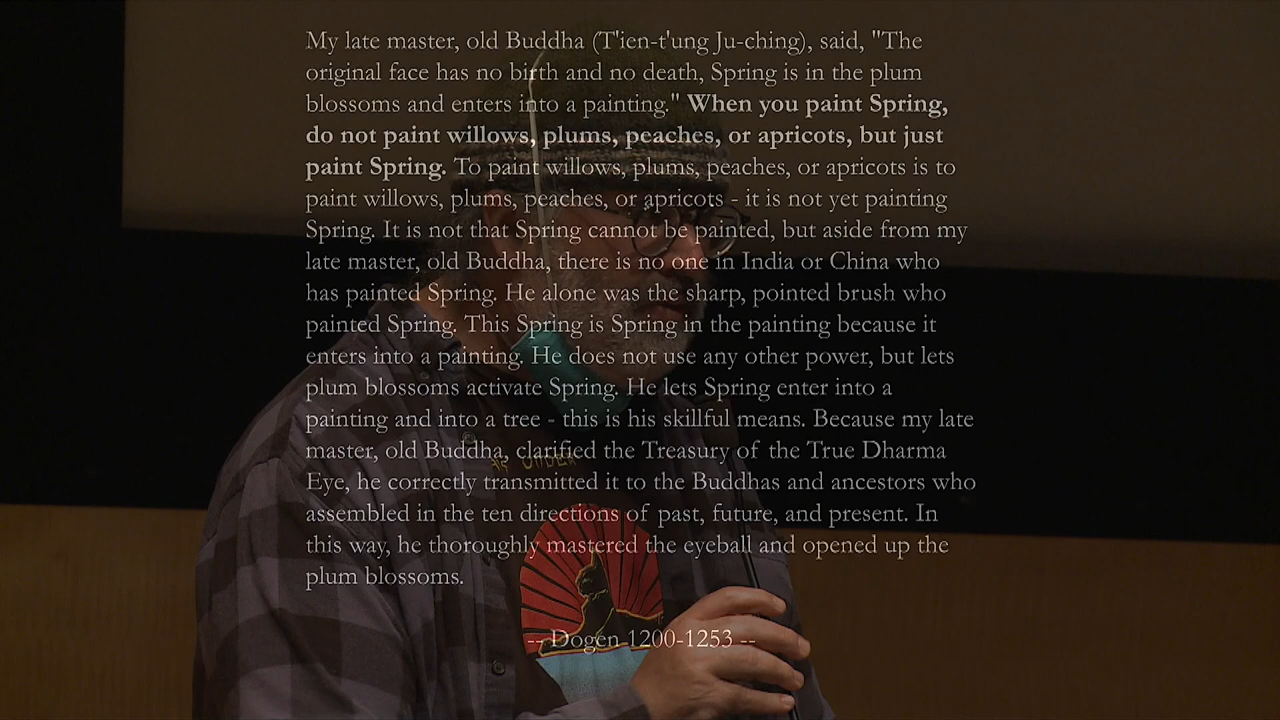 My late master, old Buddha (T'ien-t'ung Ju-ching), said, "The
original face has no birth and no death, Spring is in the plum
blossoms and enters into a painting." When you paint Spring,
do not paint willows, plums, peaches, or apricots, but just
paint Spring. To paint willows, plums, peaches, or apricots is to
paint willows, plums, peaches, or apricots - it is not yet painting
Spring. It is not that Spring cannot be painted, but aside from my
late master, old Buddha, there is no one in India or China who
has painted Spring. He alone was the sharp, pointed brush who
painted Spring. This Spring is Spring in the painting because it
enters into a painting. He does not use any other power, but lets
plum blossoms activate Spring. He lets Spring enter into a
painting and into a tree - this is his skillful means. Because my late
master, old Buddha, clarified the Treasury of the True Dharma
Eye, he correctly transmitted it to the Buddhas and ancestors who
assembled in the ten directions of past, future, and present. In
this way, he thoroughly mastered the eyeball and opened up the
plum blossoms.
-- Dogen 1200-1253 --